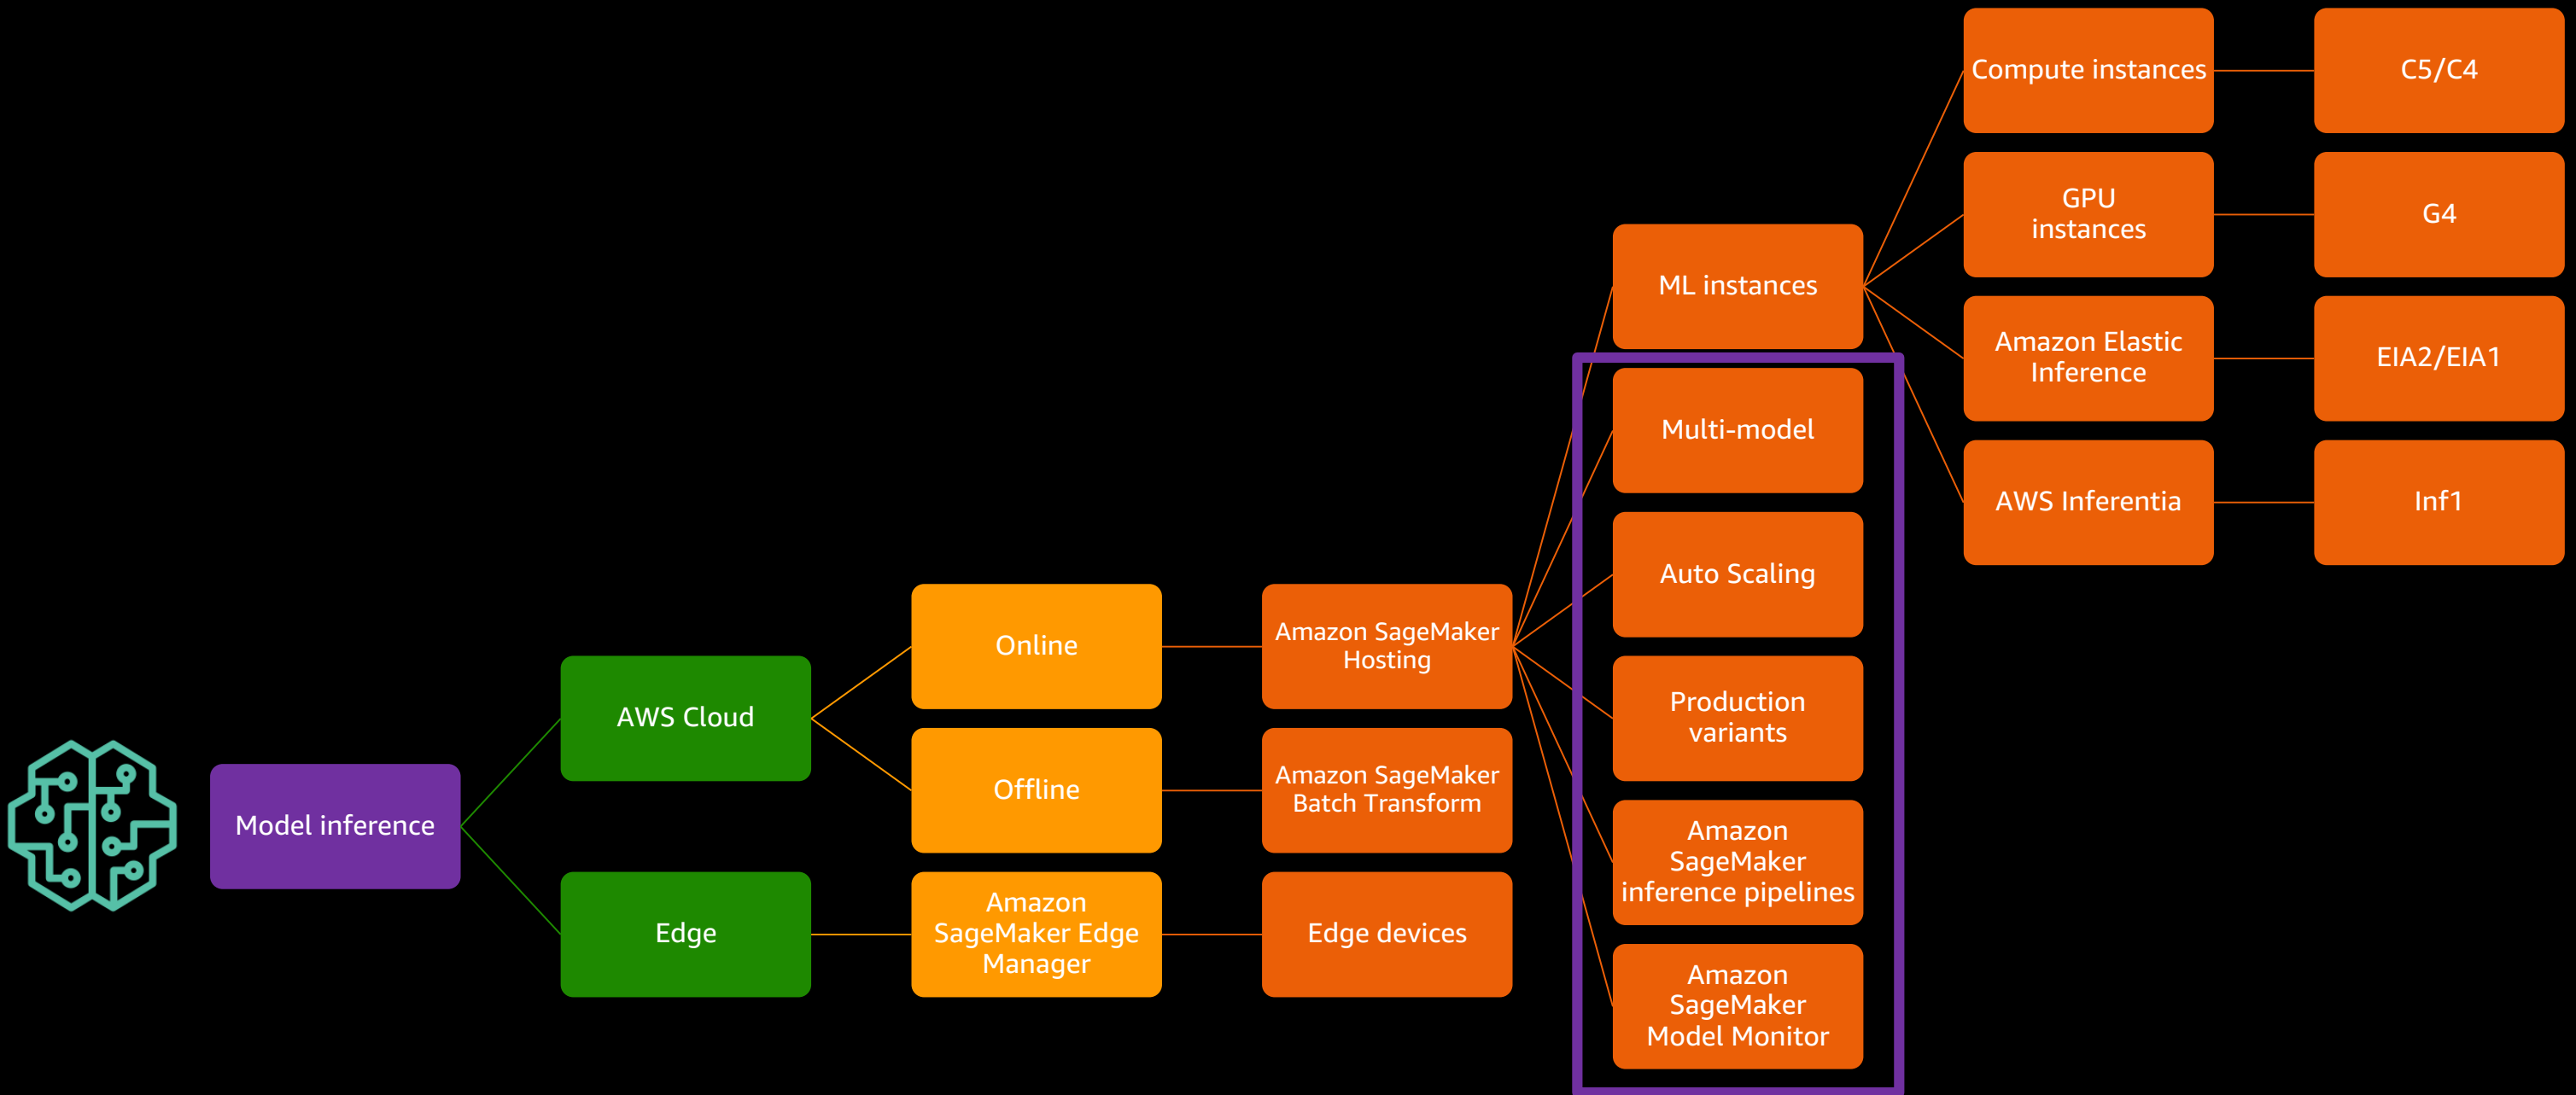 Model inference
AWS Cloud
Edge
Online
Offline
Amazon
SageMaker Edge
Manager
Amazon SageMaker
Hosting
Amazon SageMaker
Batch Transform
Edge devices
ML instances
Multi-model
Auto Scaling
Production
variants
Amazon
SageMaker
inference pipelines
Amazon
SageMaker
Model Monitor
Compute instances
GPU
instances
Amazon Elastic
Inference
AWS Inferentia
C5/C4
G4
EIA2/EIA1
Inf1